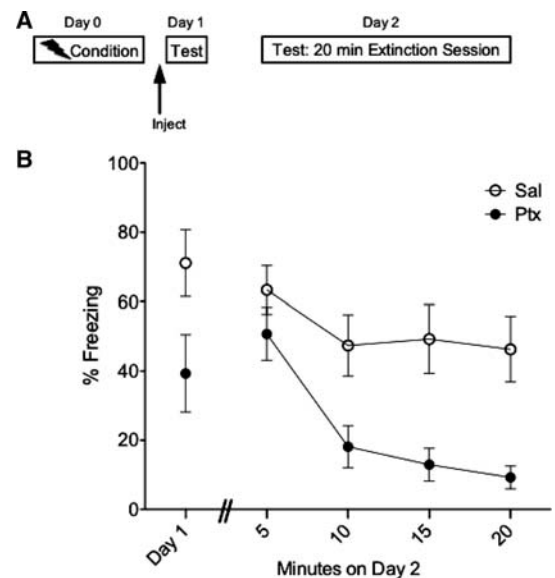 A
Day 0 Day 1 Day 2
Condition Test Test: 20 min Extinction Session
Inject
B
100
80
60
40
20
0
% Freezing
Sal
Ptx
Day 1 5 10 15 20
Minutes on Day 2